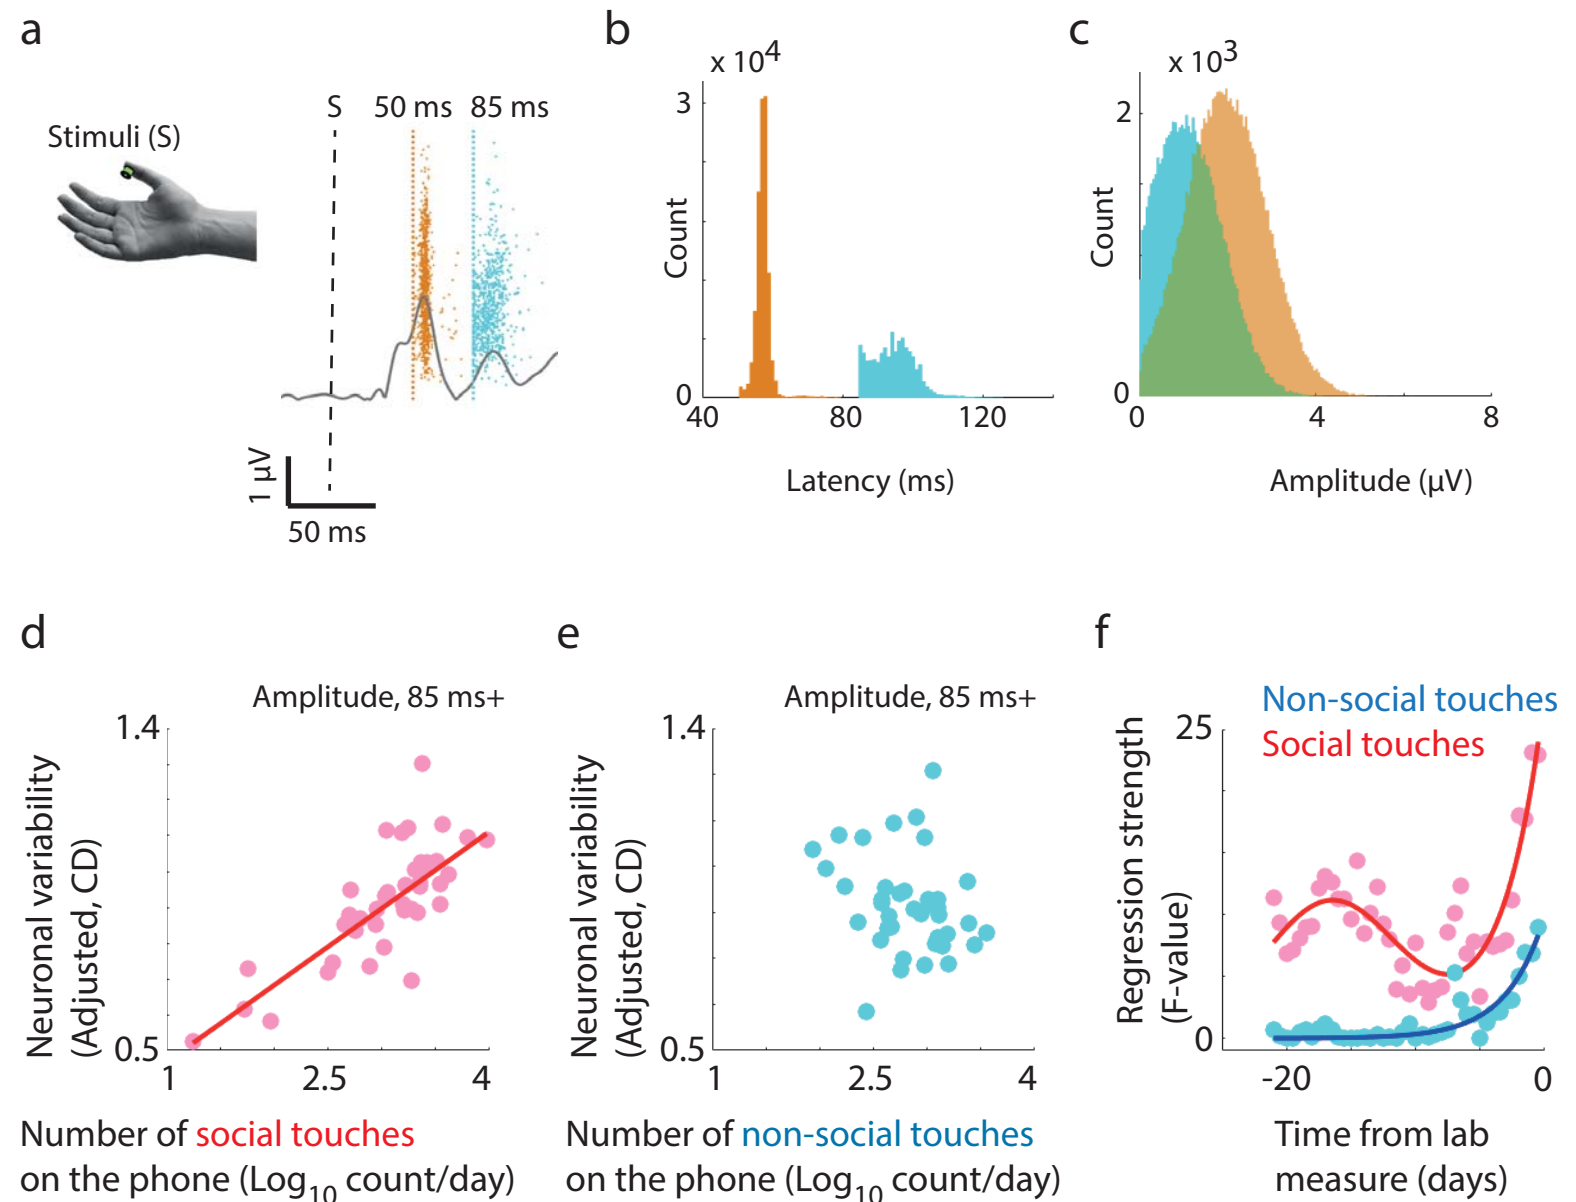 a
Stimuli (S)
S 50 ms 85 ms
1 µV
50 ms
b
x 10⁴
3
0
Count
40 80 120
Latency (ms)
c
x 10³
2
0
Count
0 4 8
Amplitude (µV)
d
Amplitude, 85 ms+
1.4
0.5
Neuronal variability
(Adjusted, CD)
1 2.5 4
Number of social touches
on the phone (Log₁₀ count/day)
e
Amplitude, 85 ms+
1.4
0.5
Neuronal variability
(Adjusted, CD)
1 2.5 4
Number of non-social touches
on the phone (Log₁₀ count/day)
f
Non-social touches
Social touches
25
0
Regression strength
(F-value)
-20 0
Time from lab
measure (days)